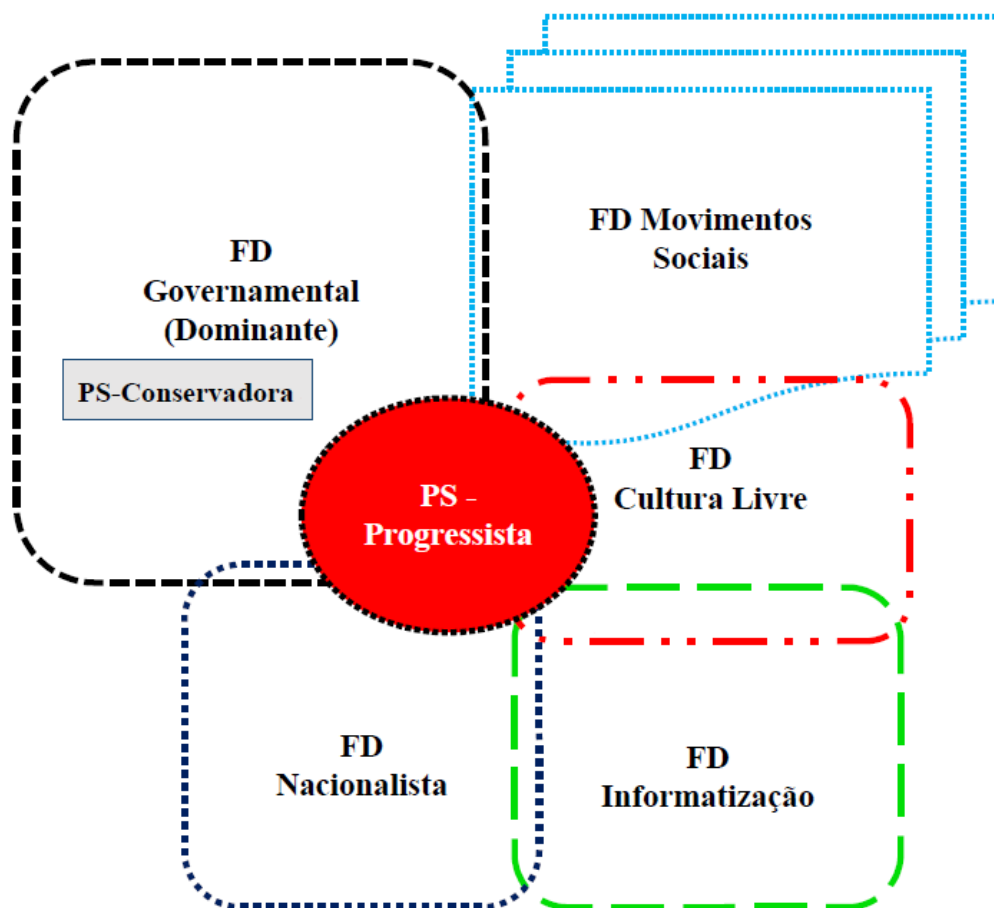 FD
Governamental
(Dominante)
PS-Conservadora
FD Movimentos
Sociais
FD
Cultura Livre
PS -
Progressista
FD
Nacionalista
FD
Informatização